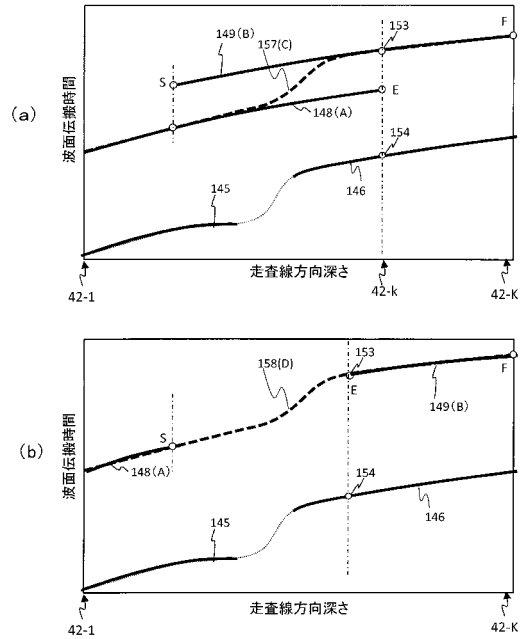 (a)
波面伝搬時間
149(B)
157(C)
153
F
S
148(A)
E
154
145
146
走査線方向深さ
42-1
42-k
42-K
(b)
波面伝搬時間
158(D)
153
F
S
E
149(B)
148(A)
154
145
146
走査線方向深さ
42-1
42-K